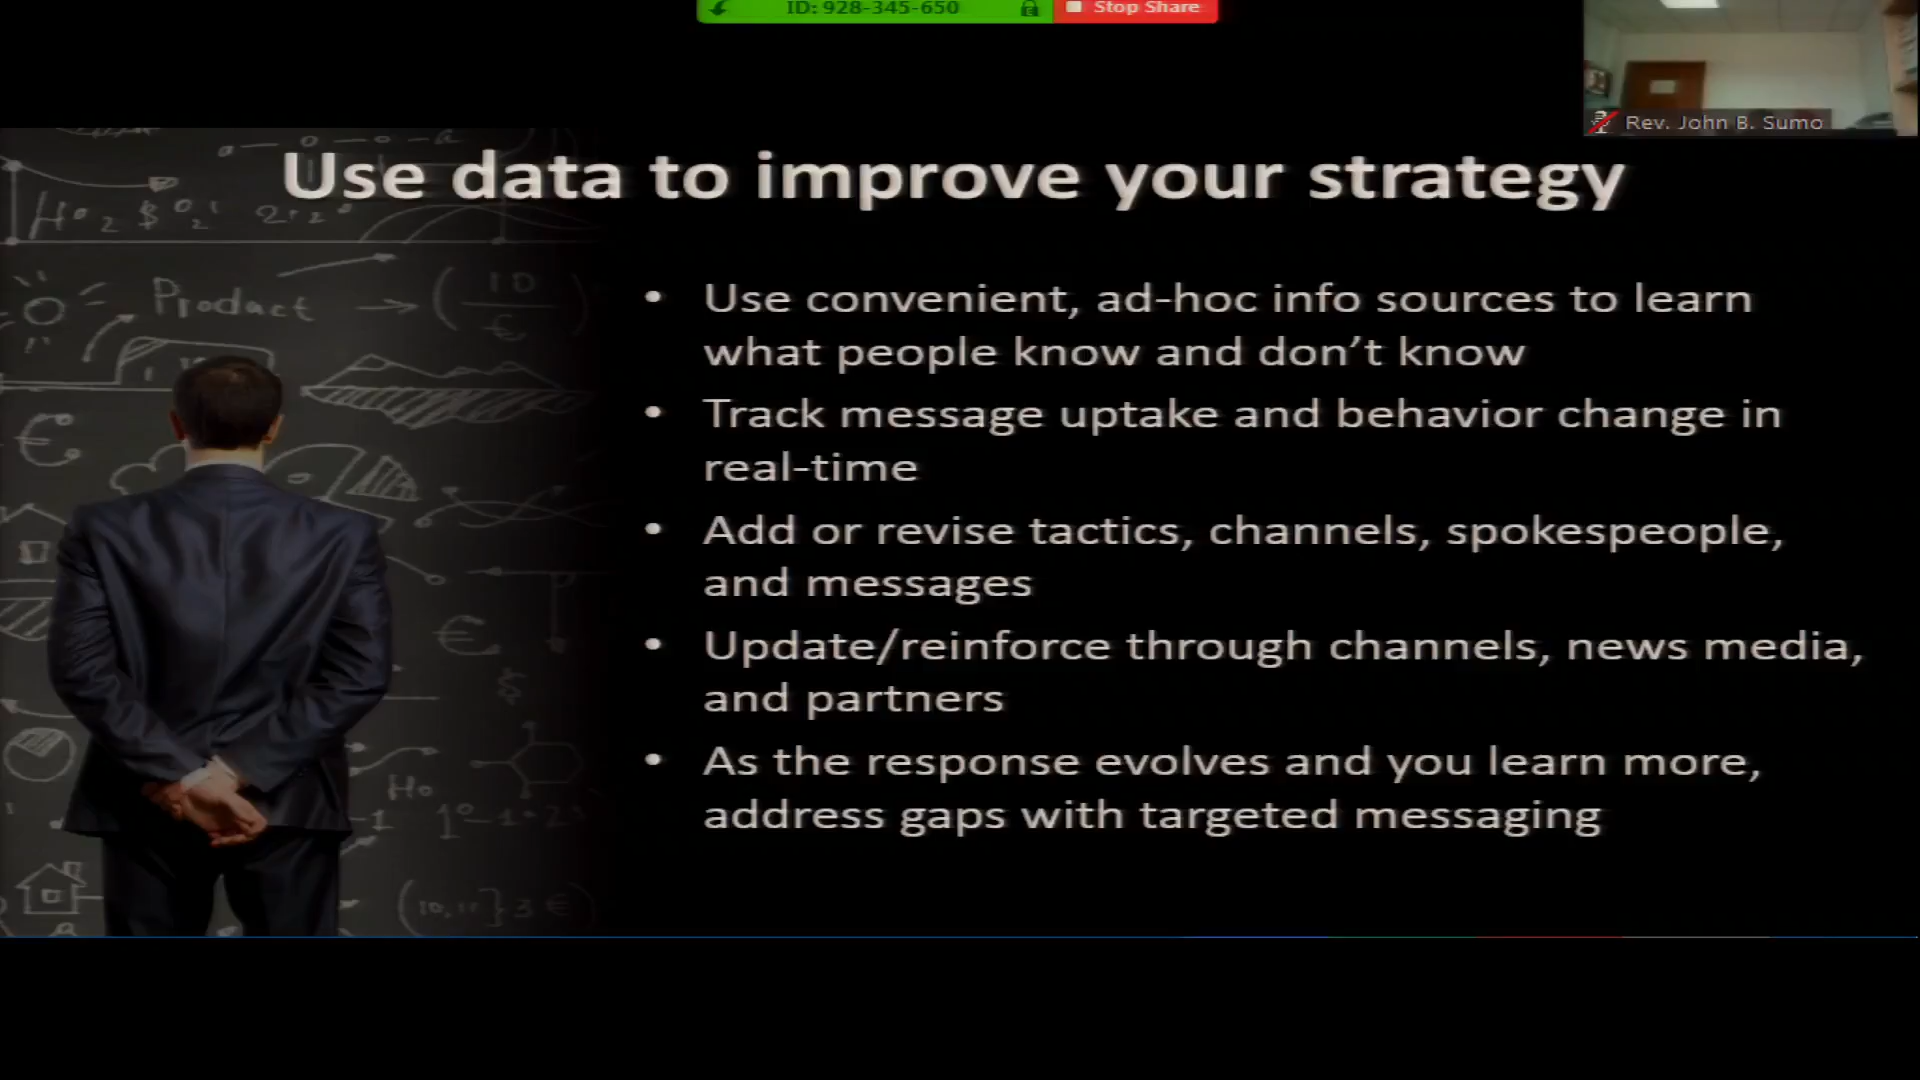 ID: 928-345-650
Stop Share
Rev. John B. Sumo
Use data to improve your strategy
• Use convenient, ad-hoc info sources to learn
what people know and don’t know
• Track message uptake and behavior change in
real-time
• Add or revise tactics, channels, spokespeople,
and messages
• Update/reinforce through channels, news media,
and partners
• As the response evolves and you learn more,
address gaps with targeted messaging
Product
10
€
€
€
$
Ho